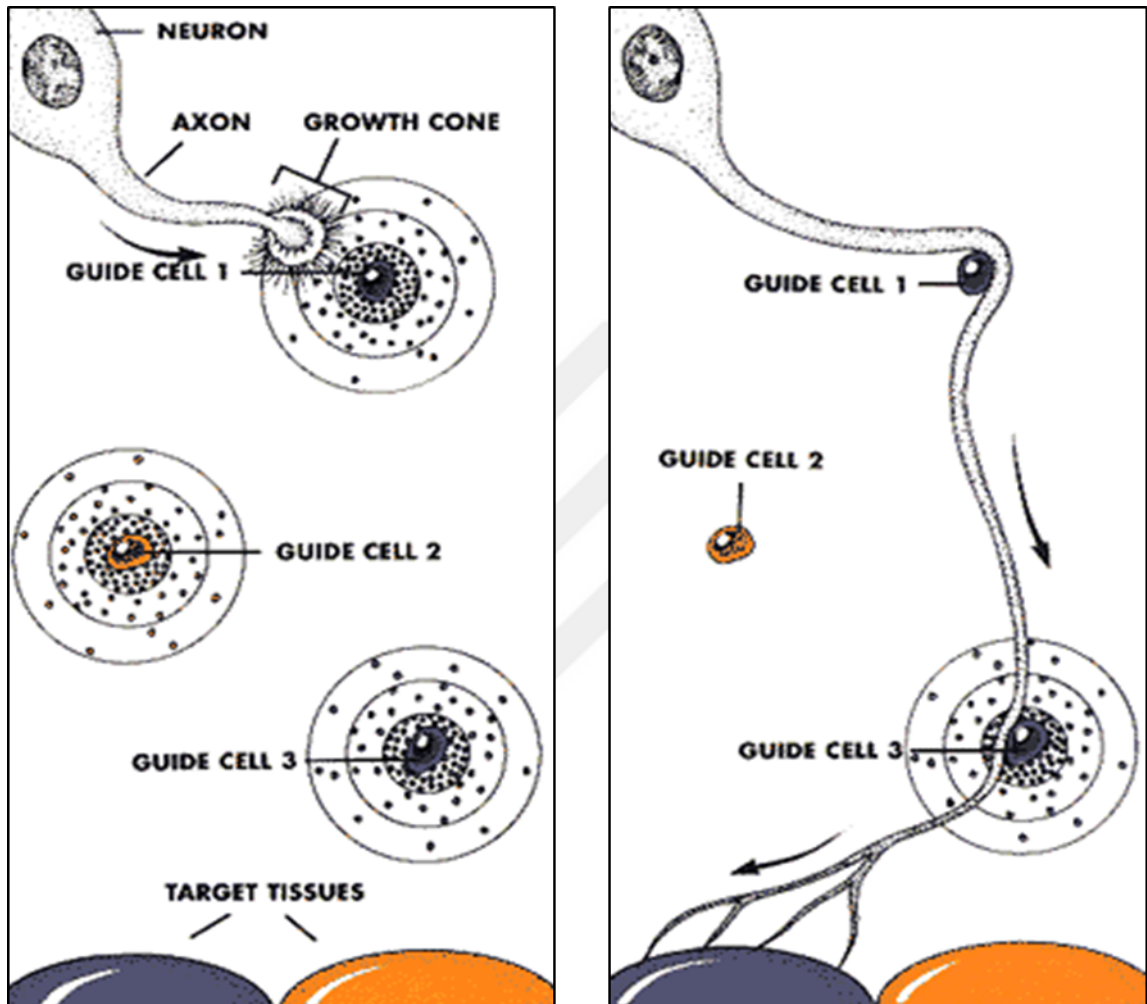 NEURON
AXON
GROWTH CONE
GUIDE CELL 1
GUIDE CELL 2
GUIDE CELL 3
TARGET TISSUES
GUIDE CELL 1
GUIDE CELL 2
GUIDE CELL 3